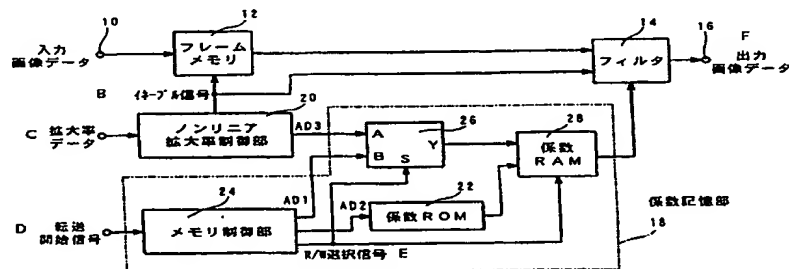 10
入力
画像データ
12
フレーム
メモリ
14
フィルタ
16
F
出力
画像データ
B
イネーブル信号
20
C
拡大率
データ
ノンリニア
拡大率制御部
AD3
A
B
S
Y
26
28
係数
RAM
AD1
22
係数ROM
AD2
24
メモリ制御部
D
転送
開始信号
R/W選択信号 E
係数記憶部
18